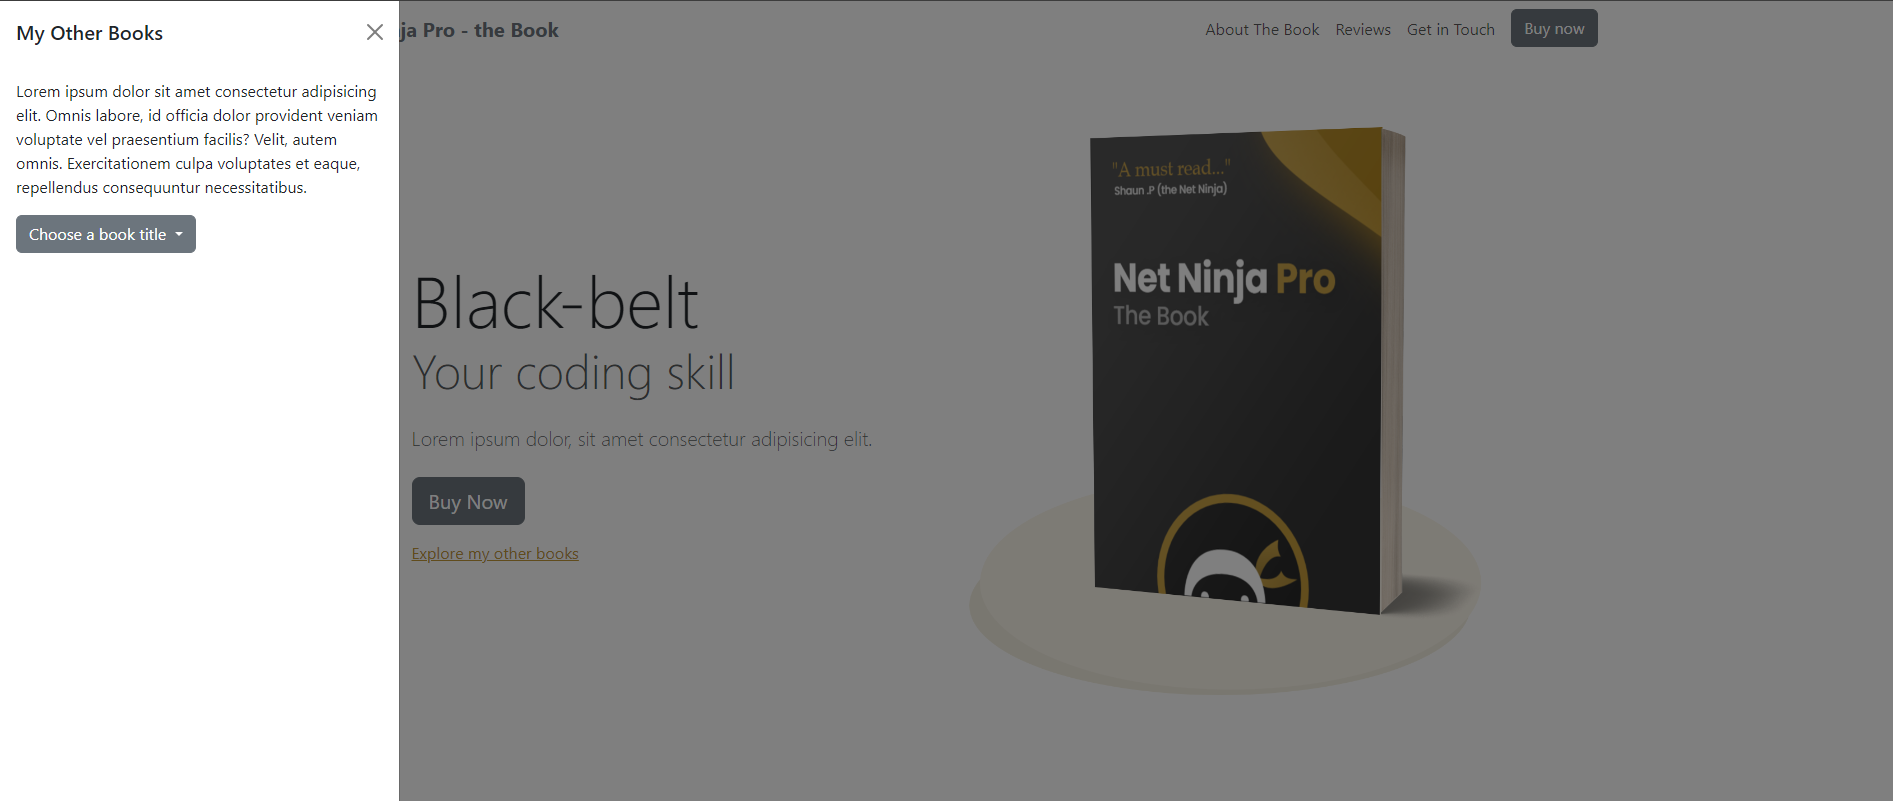 My Other Books
Lorem ipsum dolor sit amet consectetur adipisicing
elit. Omnis labore, id officia dolor provident veniam
voluptate vel praesentium facilis? Velit, autem
omnis. Exercitationem culpa voluptates et eaque,
repellendus consequuntur necessitatibus.
Choose a book title
ja Pro - the Book
About The Book Reviews Get in Touch Buy now
Black-belt
Your coding skill
Lorem ipsum dolor, sit amet consectetur adipisicing elit.
Buy Now
Explore my other books
"A must read..."
Shaun .P (the Net Ninja)
Net Ninja Pro
The Book